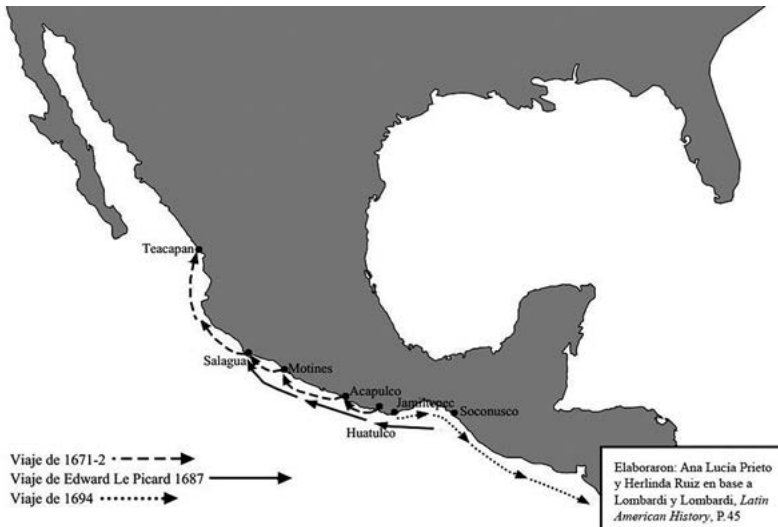 Teacapan
Salagua
Motines
Acapulco
Jamiltepec
Huatulco
Soconusco
Viaje de 1671-2
Viaje de Edward Le Picard 1687
Viaje de 1694
Elaboraron: Ana Lucía Prieto
y Herlinda Ruiz en base a
Lombardi y Lombardi, Latin
American History, P.45